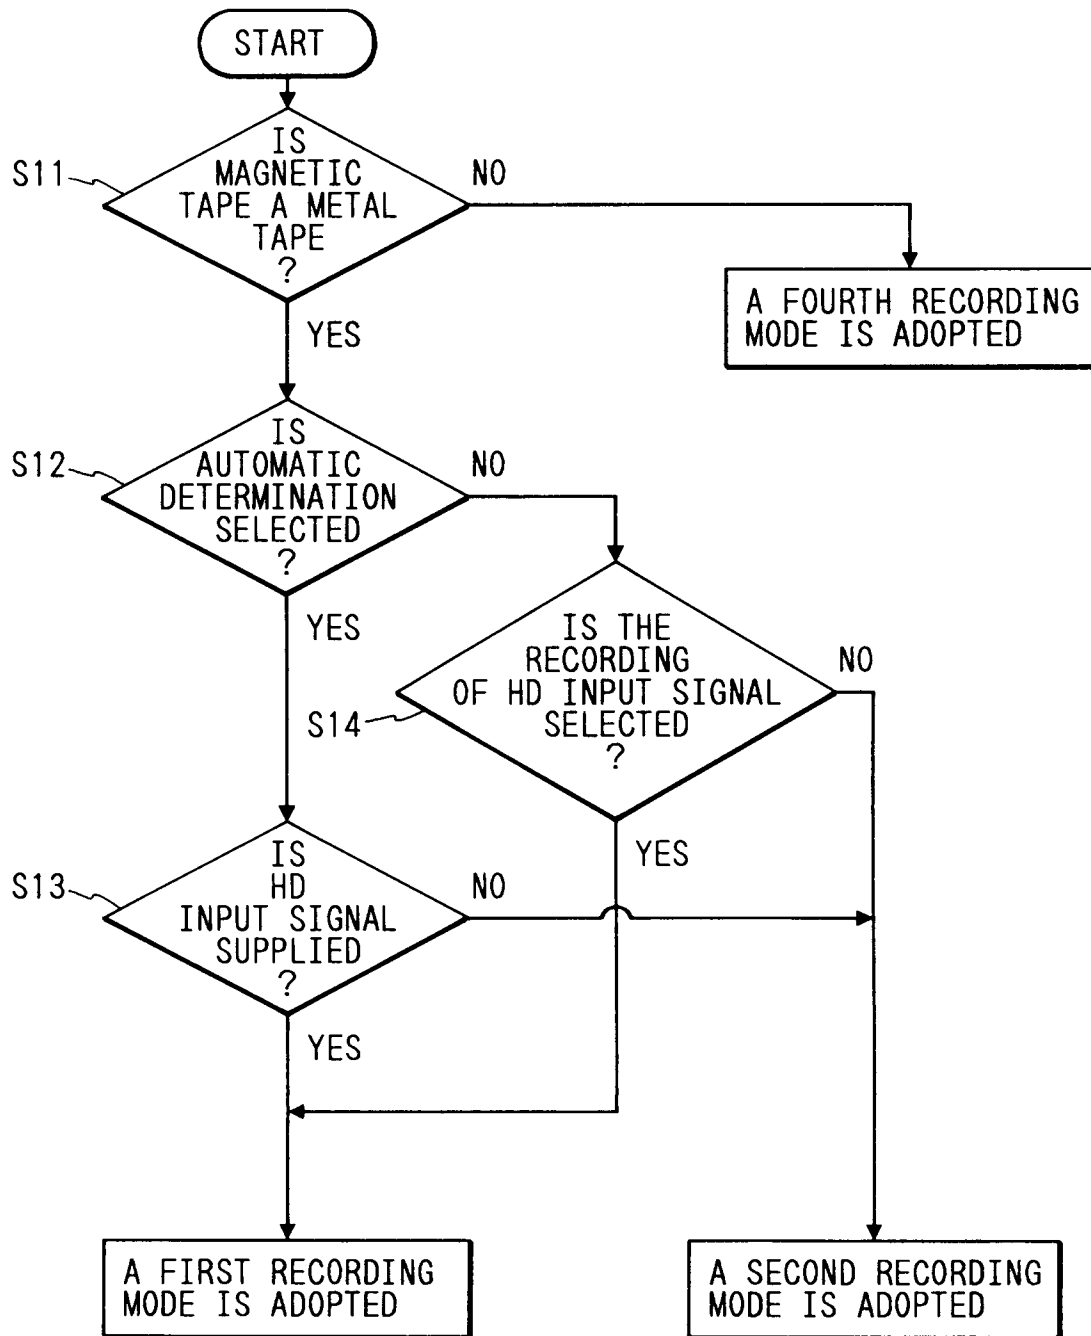 START
S11
IS
MAGNETIC
TAPE A METAL
TAPE
?
NO
YES
A FOURTH RECORDING
MODE IS ADOPTED
S12
IS
AUTOMATIC
DETERMINATION
SELECTED
?
NO
YES
S14
IS THE
RECORDING
OF HD INPUT SIGNAL
SELECTED
?
NO
YES
S13
IS
HD
INPUT SIGNAL
SUPPLIED
?
NO
YES
A FIRST RECORDING
MODE IS ADOPTED
A SECOND RECORDING
MODE IS ADOPTED